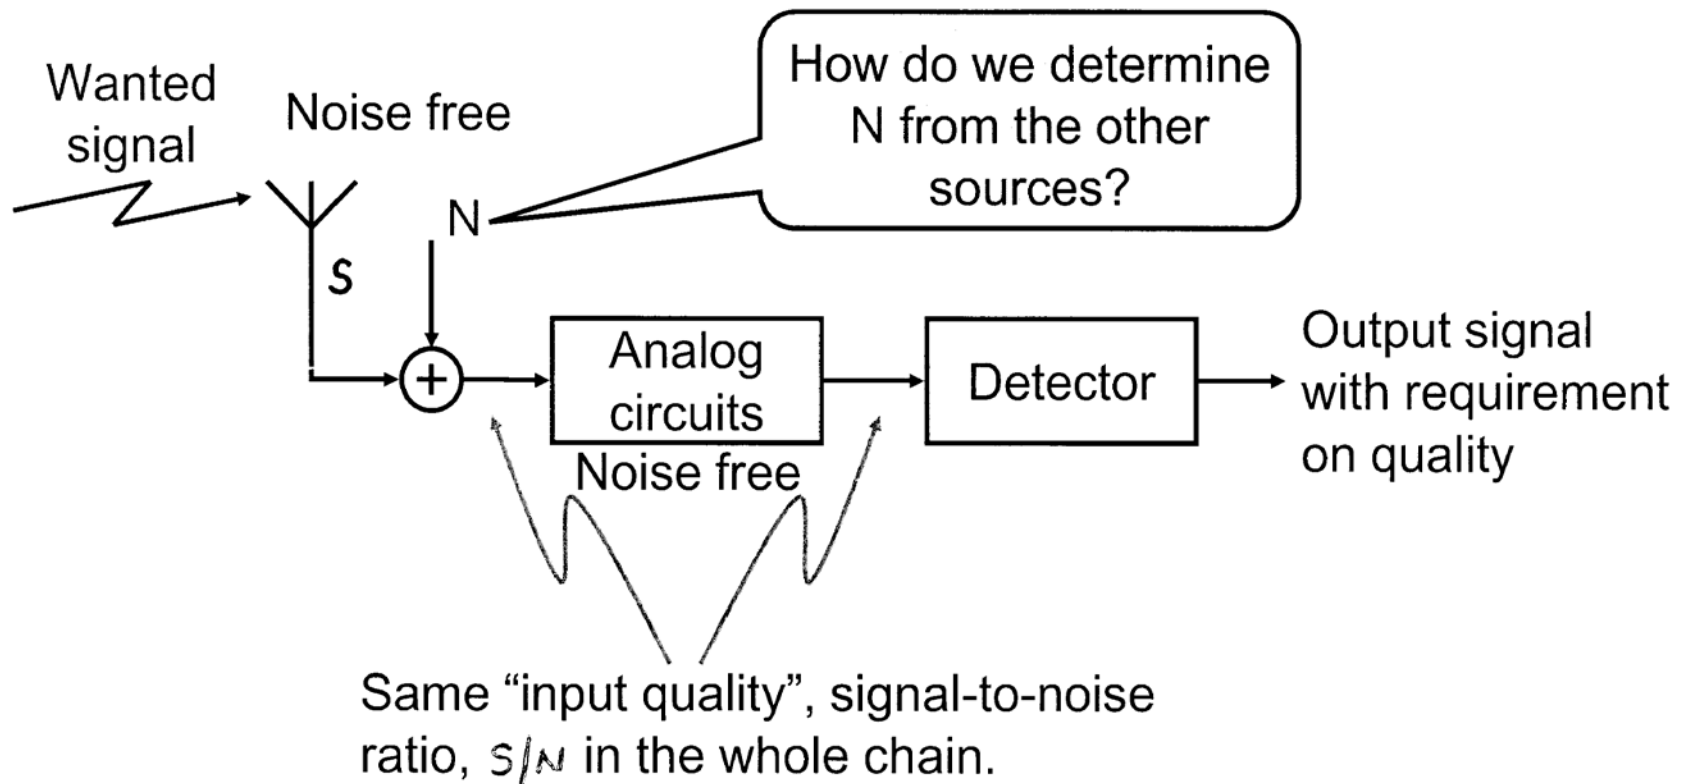 Wanted
signal
Noise free
How do we determine
N from the other
sources?
N
S
+
Analog
circuits
Noise free
Detector
Output signal
with requirement
on quality
Same “input quality”, signal-to-noise
ratio, S/N in the whole chain.